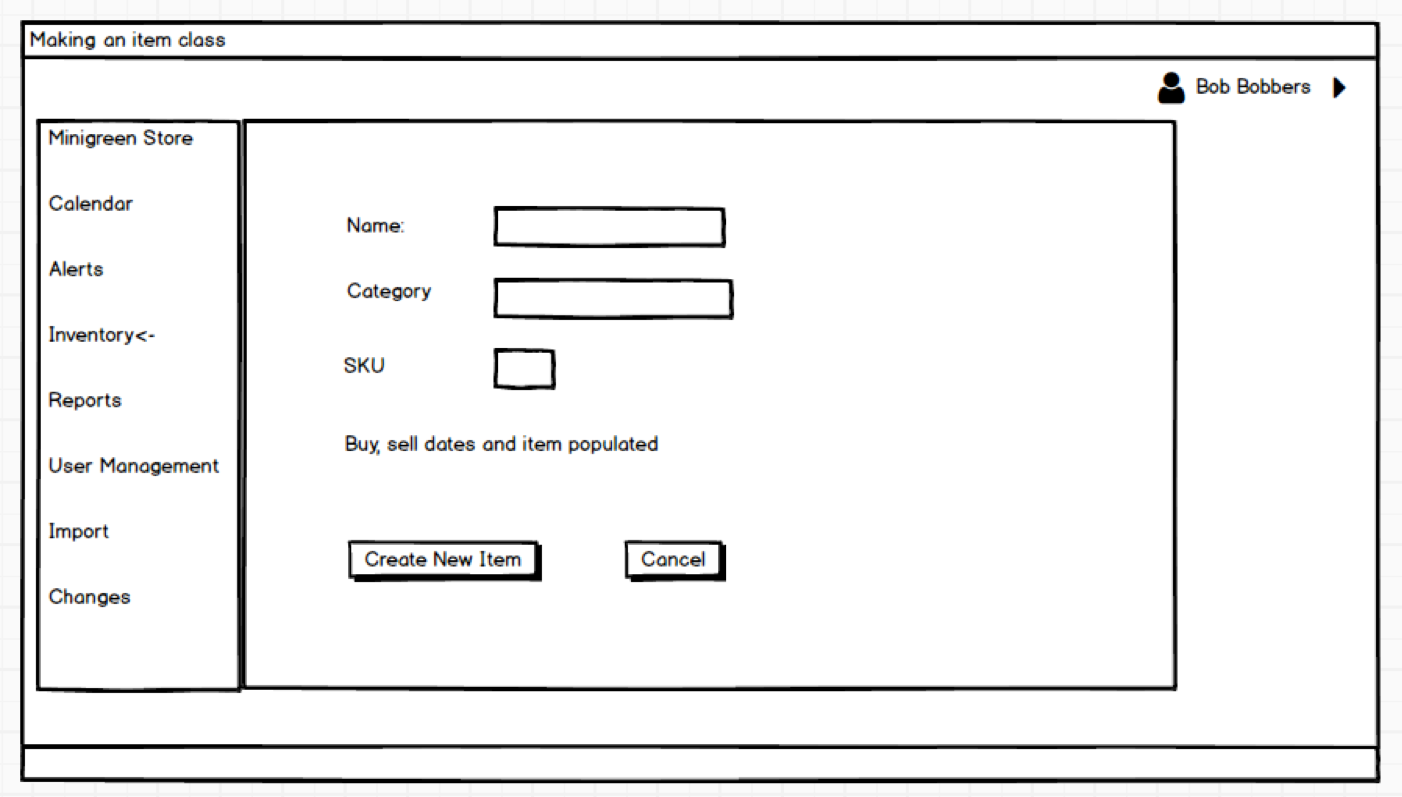 Making an item class
Bob Bobbers
Minigreen Store
Calendar
Alerts
Inventory<-
Reports
User Management
Import
Changes
Name:
Category
SKU
Buy, sell dates and item populated
Create New Item
Cancel